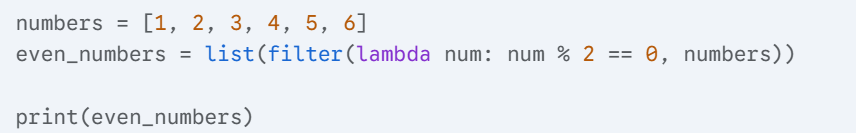 numbers = [1, 2, 3, 4, 5, 6]
even_numbers = list(filter(lambda num: num % 2 == 0, numbers))
print(even_numbers)